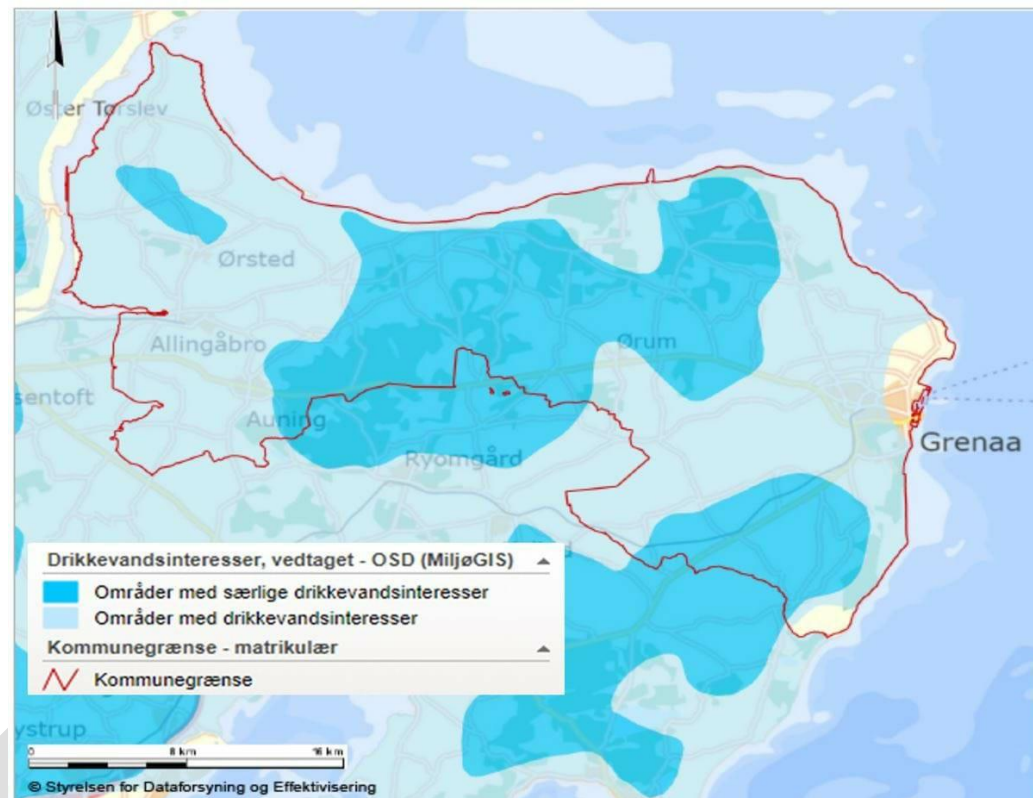 Øster Tørslev
Ørsted
Allingåbro
Ørum
sentoft
Auning
Grenaa
Ryomgård
Drikkevandsinteresser, vedtaget - OSD (MiljøGIS)
Områder med særlige drikkevandsinteresser
Områder med drikkevandsinteresser
Kommunegrænse - matrikulær
Kommunegrænse
ystrup
0 8 km 16 km
© Styrelsen for Dataforsyning og Effektivisering